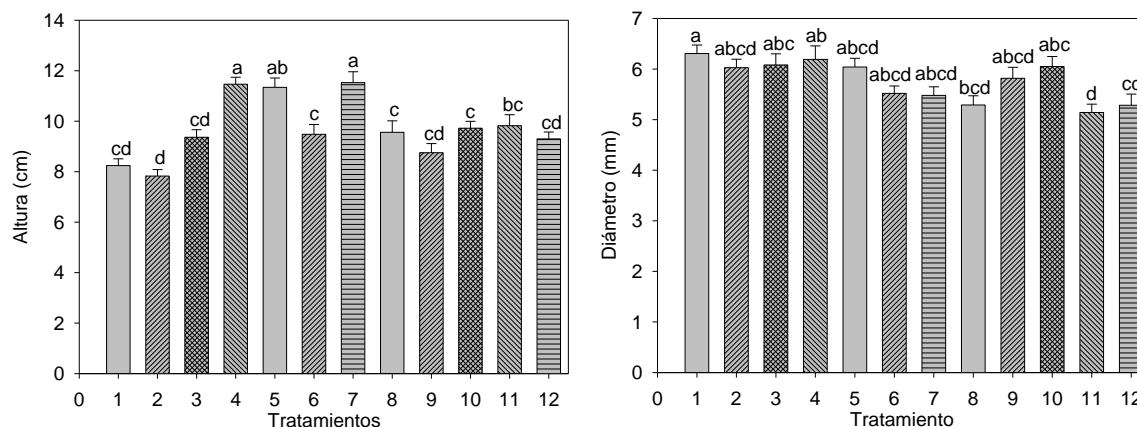 14
12
10
8
6
4
2
0
Altura (cm)
cd
d
cd
a
ab
c
a
c
cd
c
bc
cd
0 1 2 3 4 5 6 7 8 9 10 11 12
Tratamientos
7
6
5
4
3
2
1
0
Diámetro (mm)
a
abcd
abc
ab
abcd
abcd
abcd
bcd
abcd
abc
d
cd
0 1 2 3 4 5 6 7 8 9 10 11 12
Tratamiento